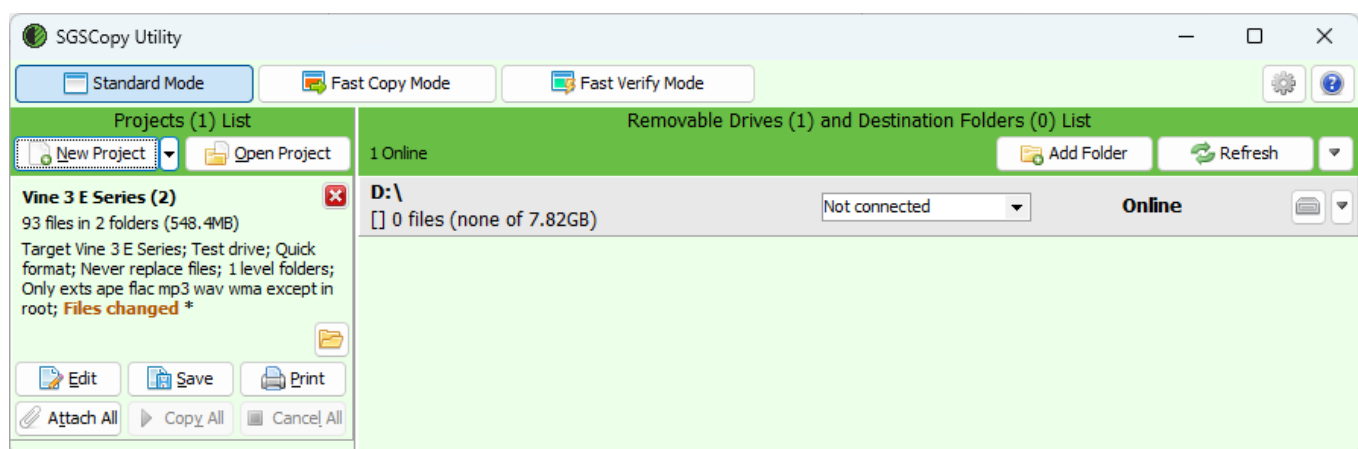 SGSCopy Utility
Standard Mode
Fast Copy Mode
Fast Verify Mode
Projects (1) List
New Project
Open Project
Vine 3 E Series (2)
93 files in 2 folders (548.4MB)
Target Vine 3 E Series; Test drive; Quick
format; Never replace files; 1 level folders;
Only exts ape flac mp3 wav wma except in
root; Files changed *
Edit
Save
Print
Attach All
Copy All
Cancel All
Removable Drives (1) and Destination Folders (0) List
1 Online
Add Folder
Refresh
D:\
[] 0 files (none of 7.82GB)
Not connected
Online